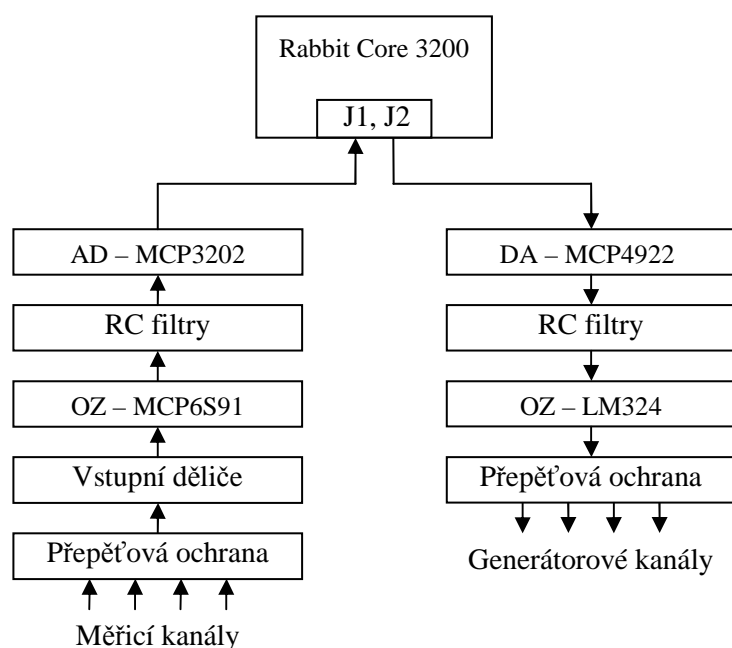 Rabbit Core 3200
J1, J2
AD – MCP3202
RC filtry
OZ – MCP6S91
Vstupní děliče
Přepěťová ochrana
Měřicí kanály
DA – MCP4922
RC filtry
OZ – LM324
Přepěťová ochrana
Generátorové kanály